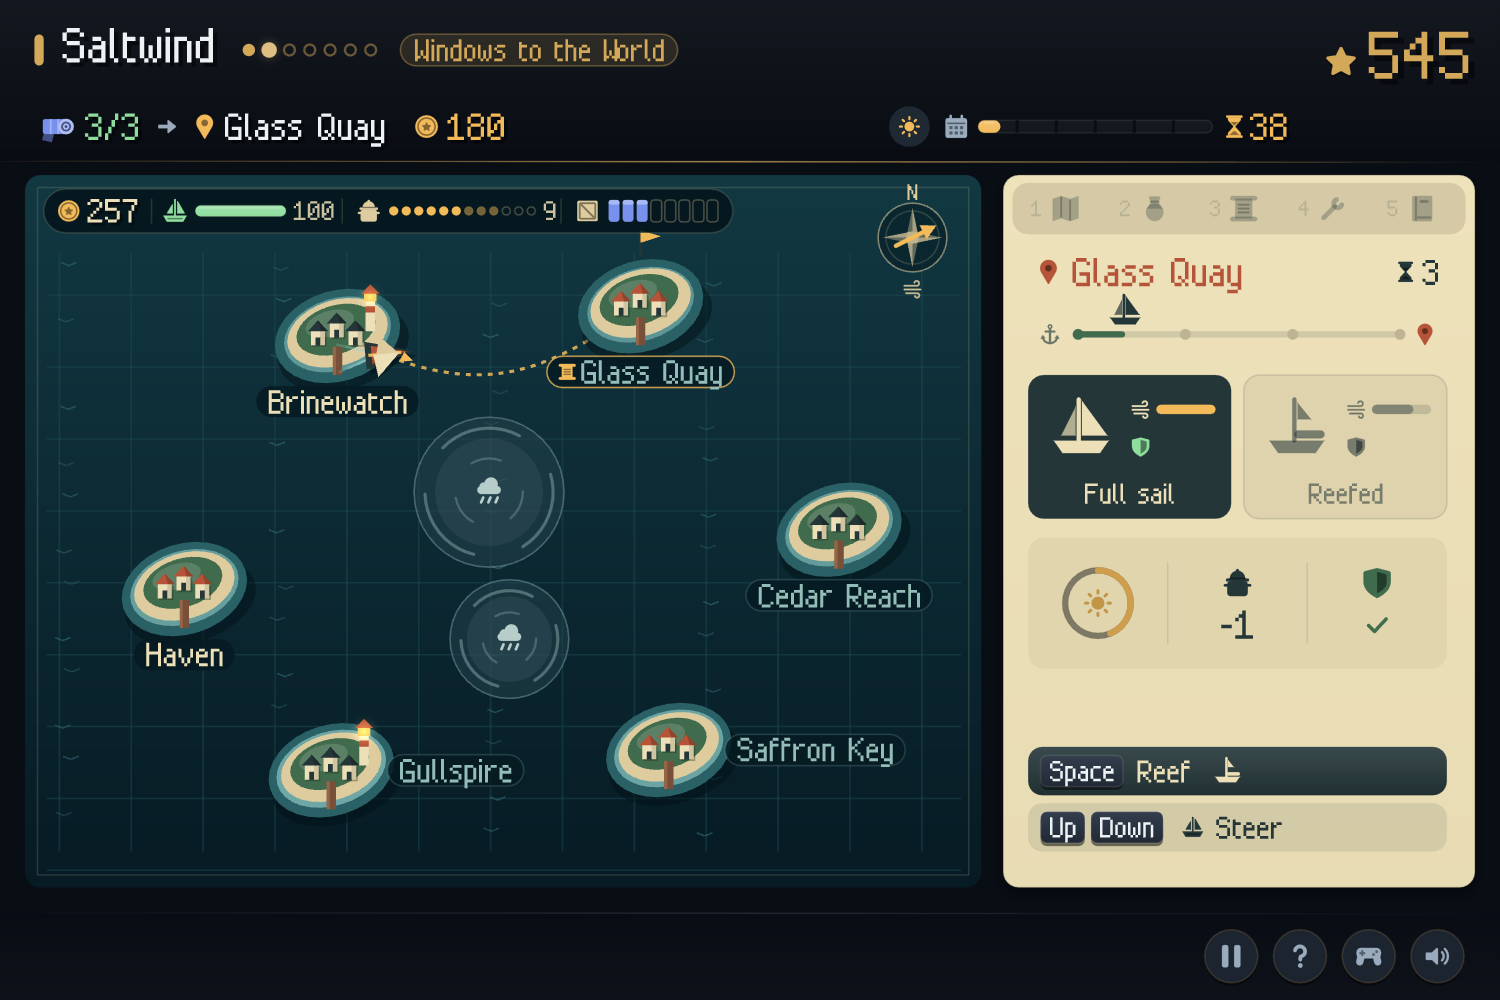 Saltwind
Windows to the World
545
3/3
Glass Quay
180
38
257
100
9
N
Brinewatch
Glass Quay
Cedar Reach
Haven
Gullspire
Saffron Key
1
2
3
4
5
Glass Quay
3
Full sail
Reefed
-1
Space Reef
Up Down Steer
?